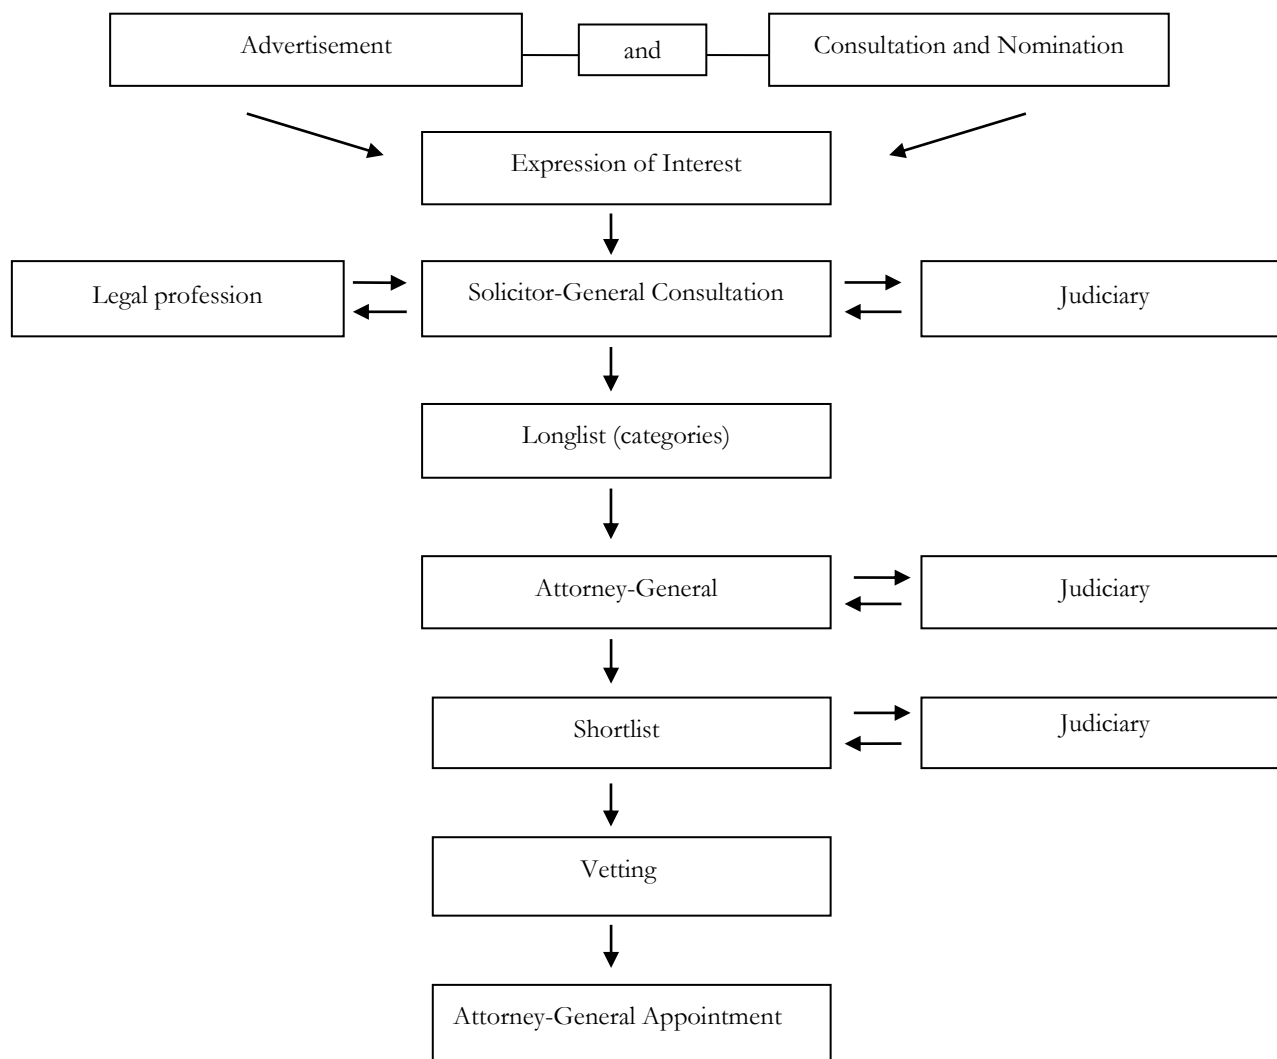 Advertisement
and
Consultation and Nomination
Expression of Interest
Legal profession
Solicitor-General Consultation
Judiciary
Longlist (categories)
Attorney-General
Judiciary
Shortlist
Judiciary
Vetting
Attorney-General Appointment